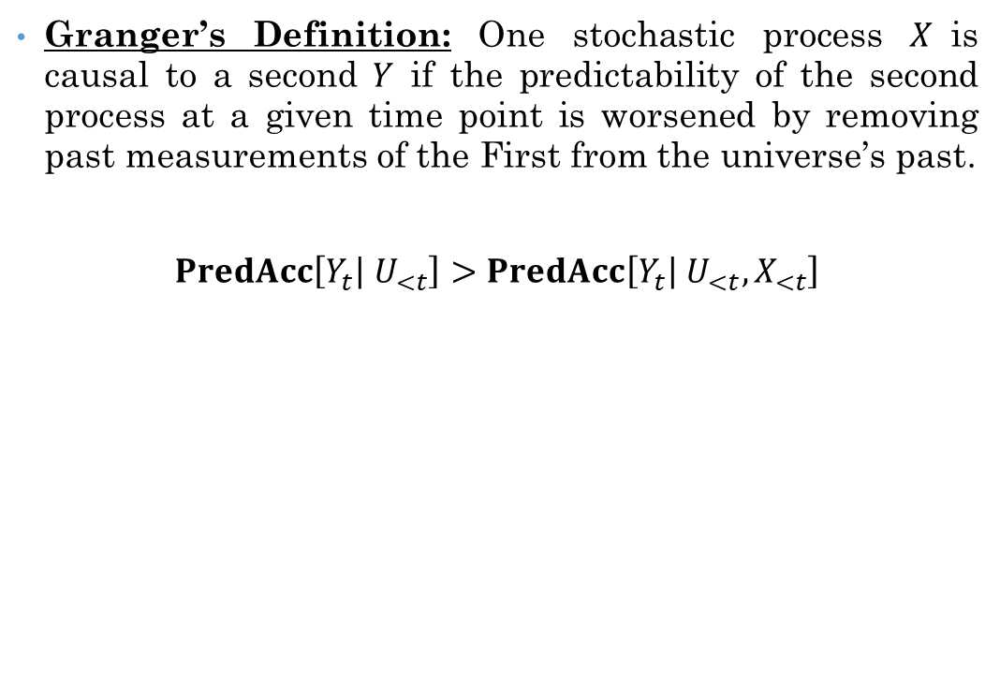 • Granger’s Definition: One stochastic process X is
causal to a second Y if the predictability of the second
process at a given time point is worsened by removing
past measurements of the First from the universe’s past.
PredAcc[Y_t| U_{<t}] > PredAcc[Y_t| U_{<t}, X_{<t}]